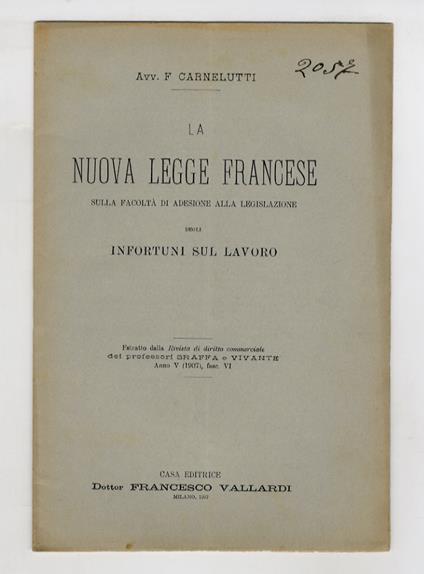 Avv. F CARNELUTTI
2057
LA
NUOVA LEGGE FRANCESE
SULLA FACOLTÀ DI ADESIONE ALLA LEGISLAZIONE
DEGLI
INFORTUNI SUL LAVORO
Estratto dalla Rivista di diritto commerciale
dei professori SRAFFA e VIVANTE
Anno V (1907), fasc. VI
CASA EDITRICE
Dottor FRANCESCO VALLARDI
MILANO, 1907